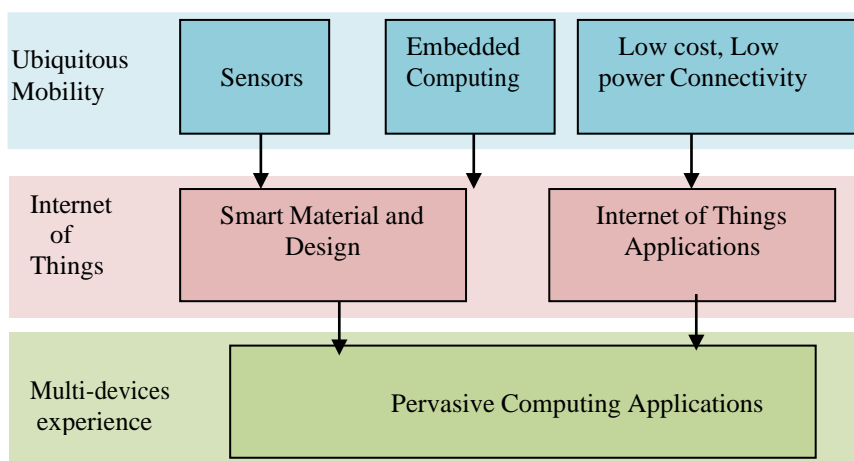 Ubiquitous
Mobility
Sensors
Embedded
Computing
Low cost, Low
power Connectivity
Internet
of
Things
Smart Material and
Design
Internet of Things
Applications
Multi-devices
experience
Pervasive Computing Applications